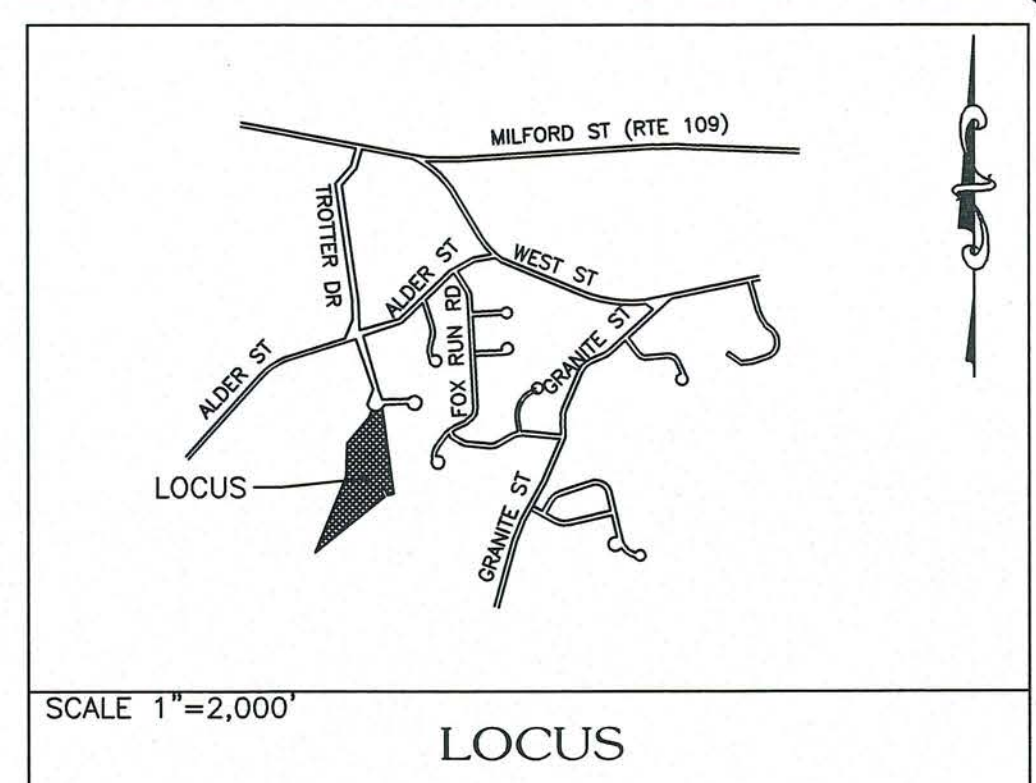 MILFORD ST (RTE 109)
TROTTER DR
ALDER ST
WEST ST
FOX RUN RD
GRANITE ST
ALDER ST
LOCUS
GRANITE ST
SCALE 1"=2,000'
LOCUS